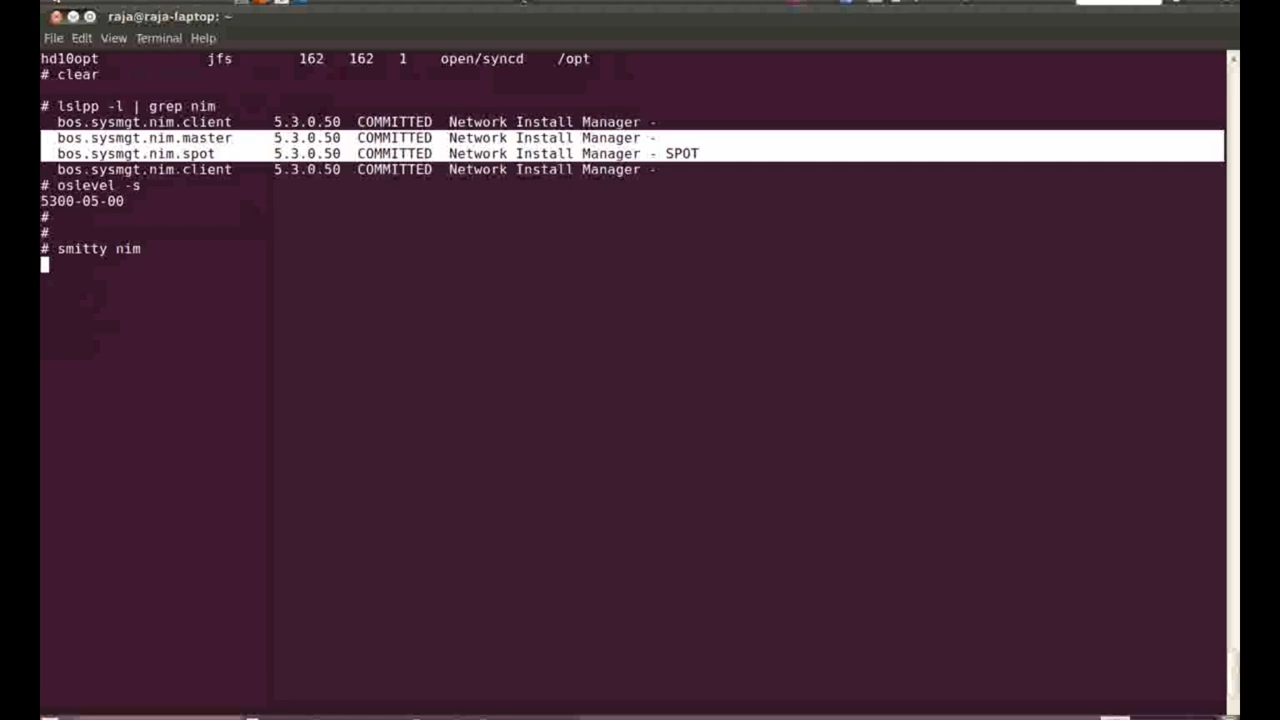 raja@raja-laptop: ~
File Edit View Terminal Help
hd10opt jfs 162 162 1 open/syncd /opt
# clear
# lslpp -l | grep nim
bos.sysmgt.nim.client 5.3.0.50 COMMITTED Network Install Manager -
bos.sysmgt.nim.master 5.3.0.50 COMMITTED Network Install Manager -
bos.sysmgt.nim.spot 5.3.0.50 COMMITTED Network Install Manager - SPOT
bos.sysmgt.nim.client 5.3.0.50 COMMITTED Network Install Manager -
# oslevel -s
5300-05-00
#
#
# smitty nim